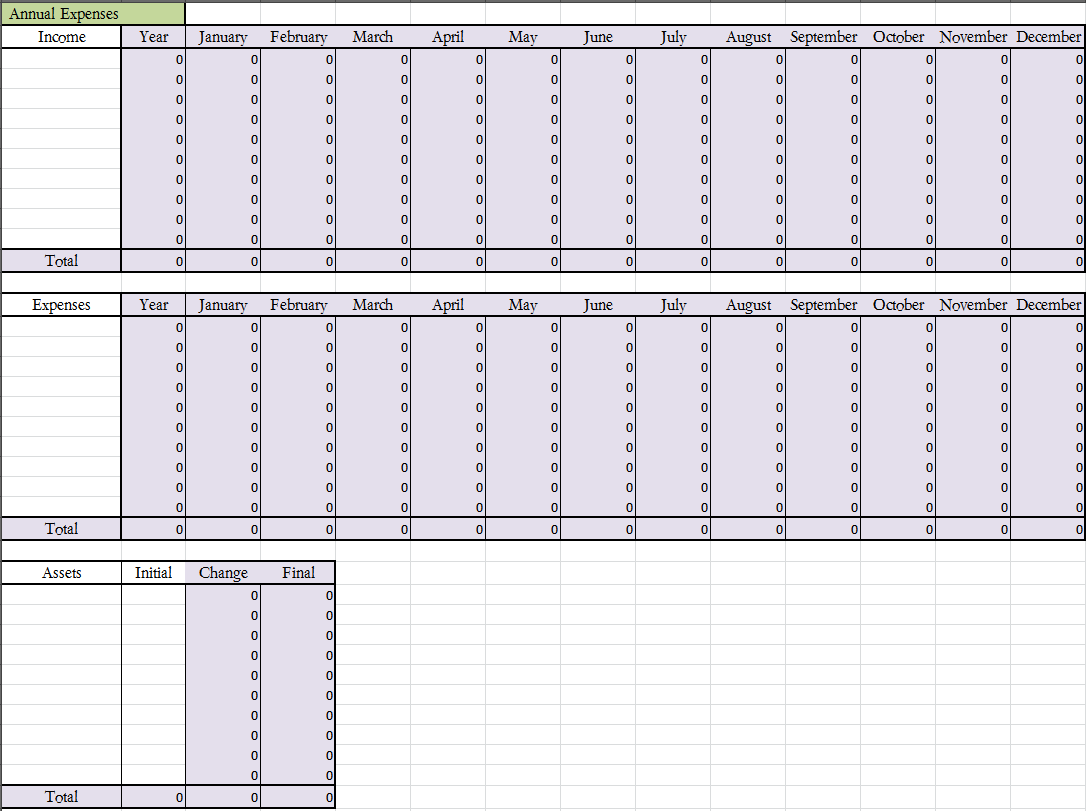 Annual Expenses
Income Year January February March April May June July August September October November December
0 0 0 0 0 0 0 0 0 0 0 0 0
0 0 0 0 0 0 0 0 0 0 0 0 0
0 0 0 0 0 0 0 0 0 0 0 0 0
0 0 0 0 0 0 0 0 0 0 0 0 0
0 0 0 0 0 0 0 0 0 0 0 0 0
0 0 0 0 0 0 0 0 0 0 0 0 0
0 0 0 0 0 0 0 0 0 0 0 0 0
0 0 0 0 0 0 0 0 0 0 0 0 0
0 0 0 0 0 0 0 0 0 0 0 0 0
0 0 0 0 0 0 0 0 0 0 0 0 0
Total 0 0 0 0 0 0 0 0 0 0 0 0 0
Expenses Year January February March April May June July August September October November December
0 0 0 0 0 0 0 0 0 0 0 0 0
0 0 0 0 0 0 0 0 0 0 0 0 0
0 0 0 0 0 0 0 0 0 0 0 0 0
0 0 0 0 0 0 0 0 0 0 0 0 0
0 0 0 0 0 0 0 0 0 0 0 0 0
0 0 0 0 0 0 0 0 0 0 0 0 0
0 0 0 0 0 0 0 0 0 0 0 0 0
0 0 0 0 0 0 0 0 0 0 0 0 0
0 0 0 0 0 0 0 0 0 0 0 0 0
0 0 0 0 0 0 0 0 0 0 0 0 0
Total 0 0 0 0 0 0 0 0 0 0 0 0 0
Assets Initial Change Final
0 0
0 0
0 0
0 0
0 0
0 0
0 0
0 0
0 0
0 0
Total 0 0 0